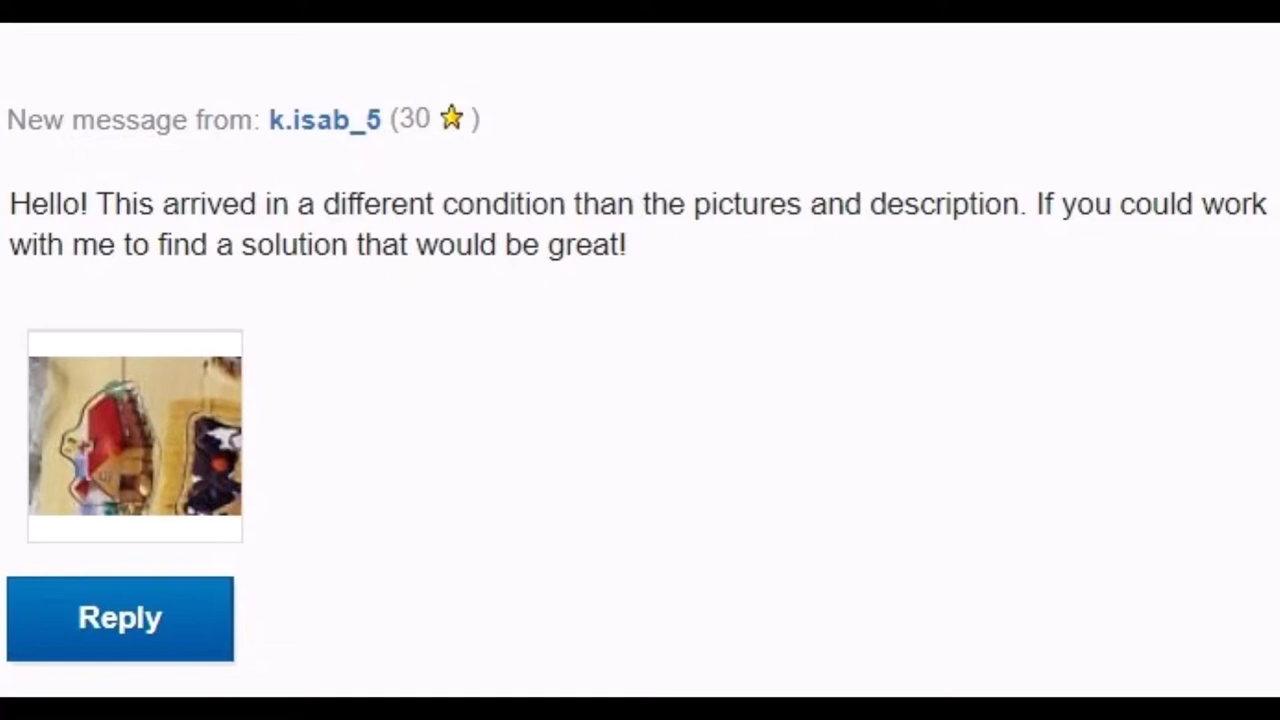 New message from: k.isab_5 (30 ★)
Hello! This arrived in a different condition than the pictures and description. If you could work
with me to find a solution that would be great!
Reply